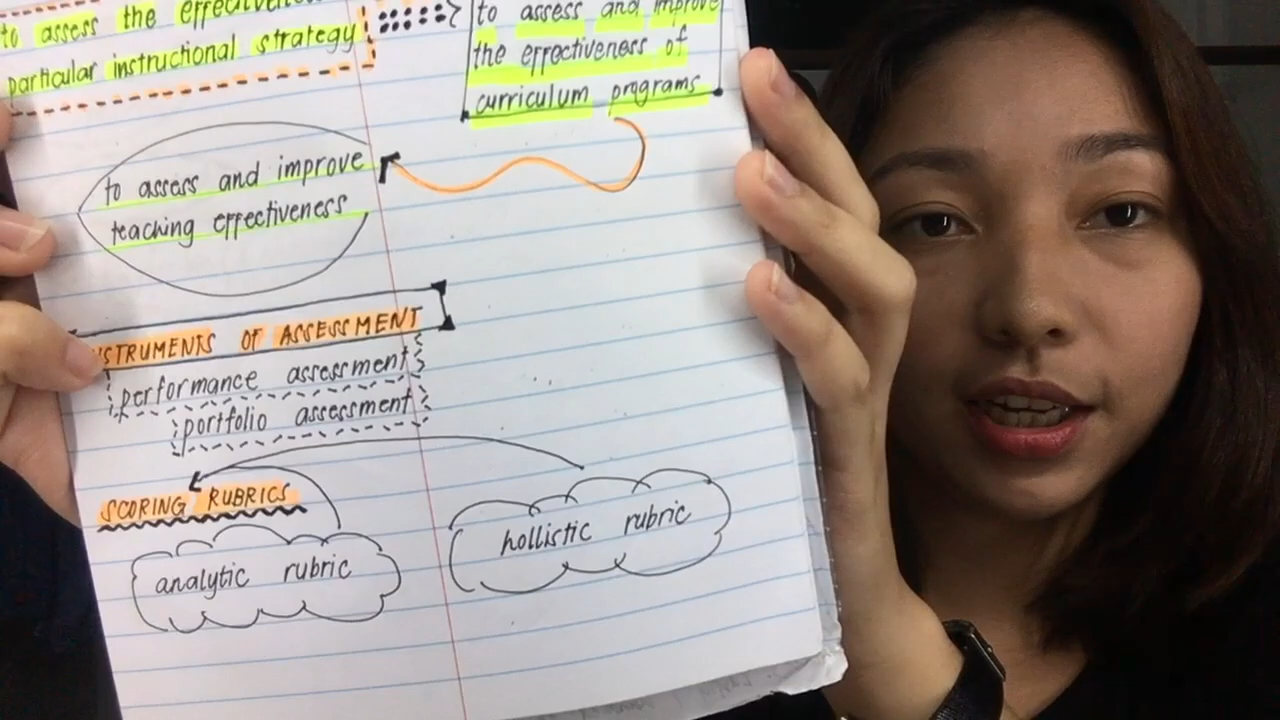 to assess the effectiveness
particular instructional strategy
to assess and improve
the effectiveness of
curriculum programs
to assess and improve
teaching effectiveness
INSTRUMENTS OF ASSESSMENT
performance assessment
portfolio assessment
SCORING RUBRICS
analytic rubric
hollistic rubric